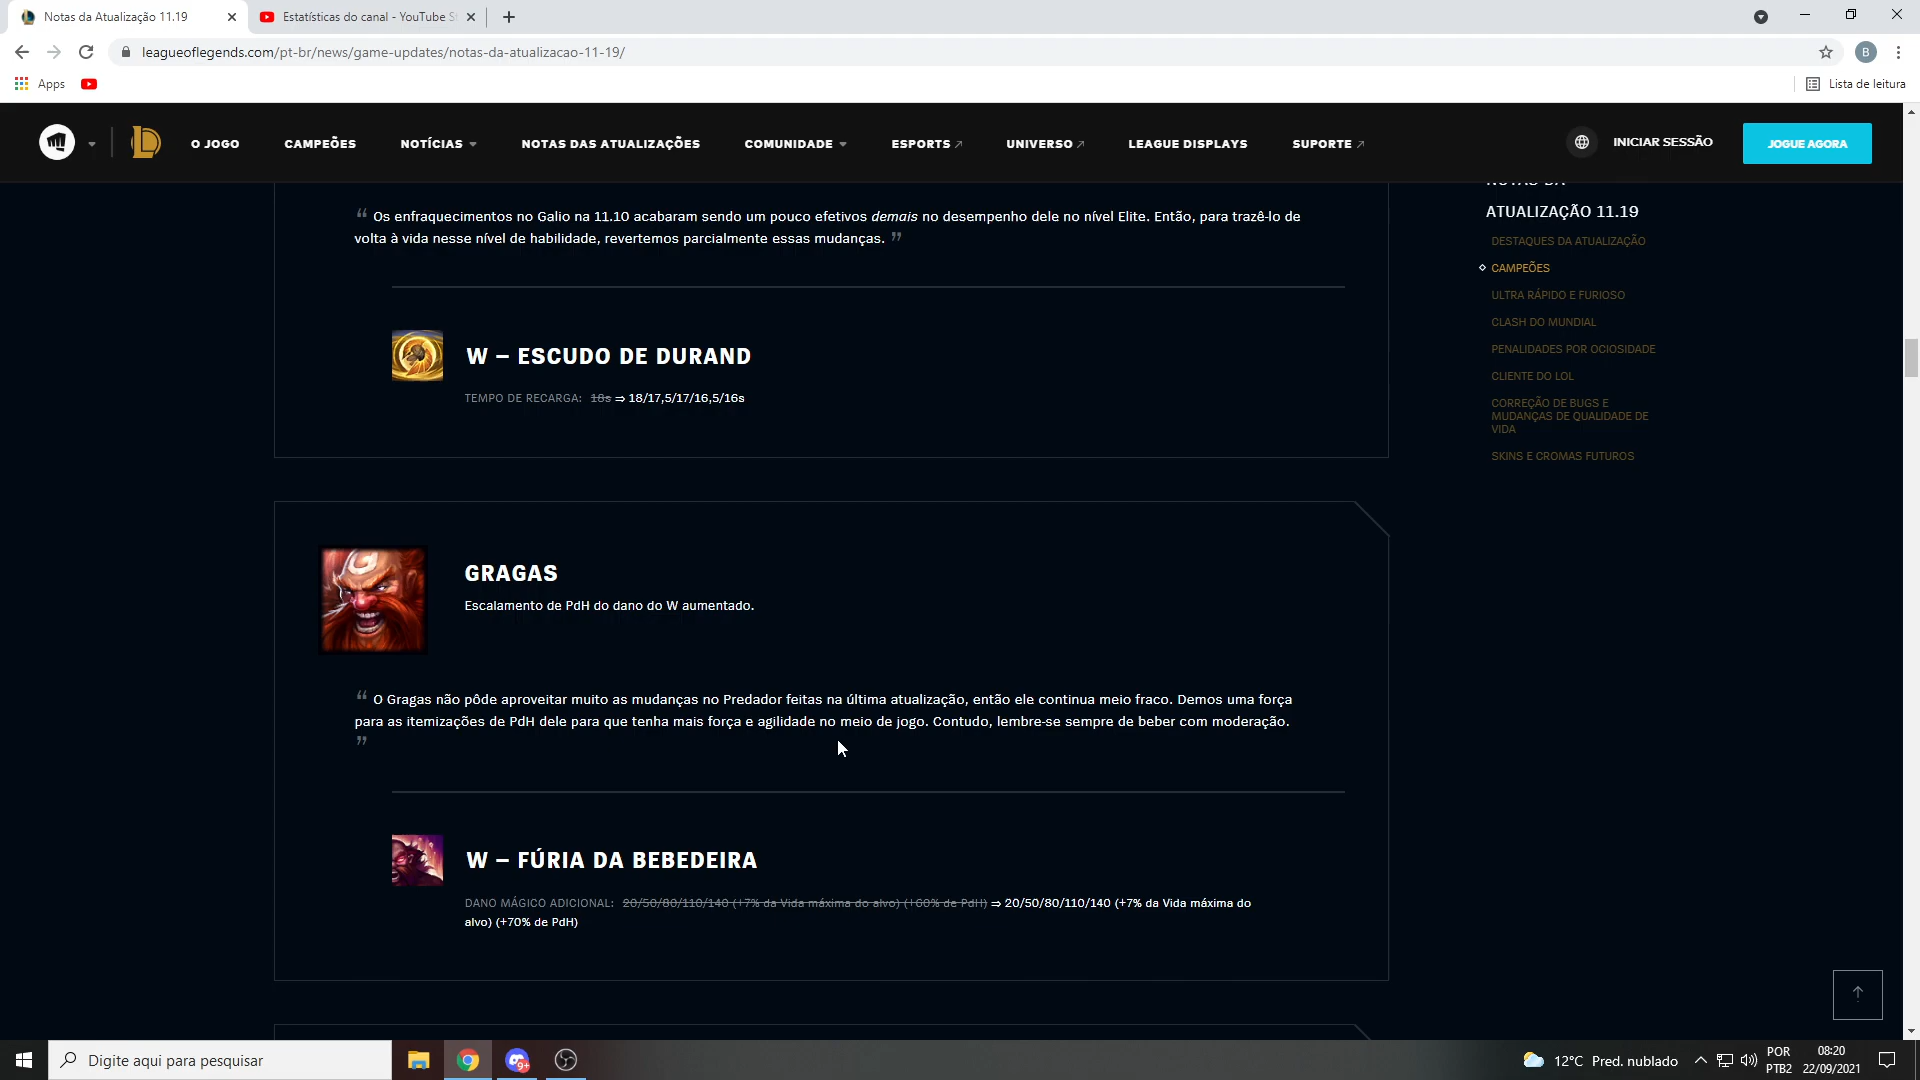 Notas da Atualização 11.19
Estatísticas do canal - YouTube S
leagueoflegends.com/pt-br/news/game-updates/notas-da-atualizacao-11-19/
B
Apps
Lista de leitura
O JOGO
CAMPEÕES
NOTÍCIAS
NOTAS DAS ATUALIZAÇÕES
COMUNIDADE
ESPORTS
UNIVERSO
LEAGUE DISPLAYS
SUPORTE
INICIAR SESSÃO
JOGUE AGORA
“ Os enfraquecimentos no Galio na 11.10 acabaram sendo um pouco efetivos demais no desempenho dele no nível Elite. Então, para trazê-lo de
volta à vida nesse nível de habilidade, revertemos parcialmente essas mudanças. ”
W – ESCUDO DE DURAND
TEMPO DE RECARGA: 18s ⇒ 18/17,5/17/16,5/16s
GRAGAS
Escalamento de PdH do dano do W aumentado.
“ O Gragas não pôde aproveitar muito as mudanças no Predador feitas na última atualização, então ele continua meio fraco. Demos uma força
para as itemizações de PdH dele para que tenha mais força e agilidade no meio de jogo. Contudo, lembre-se sempre de beber com moderação.
”
W – FÚRIA DA BEBEDEIRA
DANO MÁGICO ADICIONAL: 20/50/80/110/140 (+7% da Vida máxima do alvo) (+60% de PdH) ⇒ 20/50/80/110/140 (+7% da Vida máxima do
alvo) (+70% de PdH)
NOTAS DA
ATUALIZAÇÃO 11.19
DESTAQUES DA ATUALIZAÇÃO
CAMPEÕES
ULTRA RÁPIDO E FURIOSO
CLASH DO MUNDIAL
PENALIDADES POR OCIOSIDADE
CLIENTE DO LOL
CORREÇÃO DE BUGS E
MUDANÇAS DE QUALIDADE DE
VIDA
SKINS E CROMAS FUTUROS
Digite aqui para pesquisar
9+
12°C Pred. nublado
POR
PTB2
08:20
22/09/2021